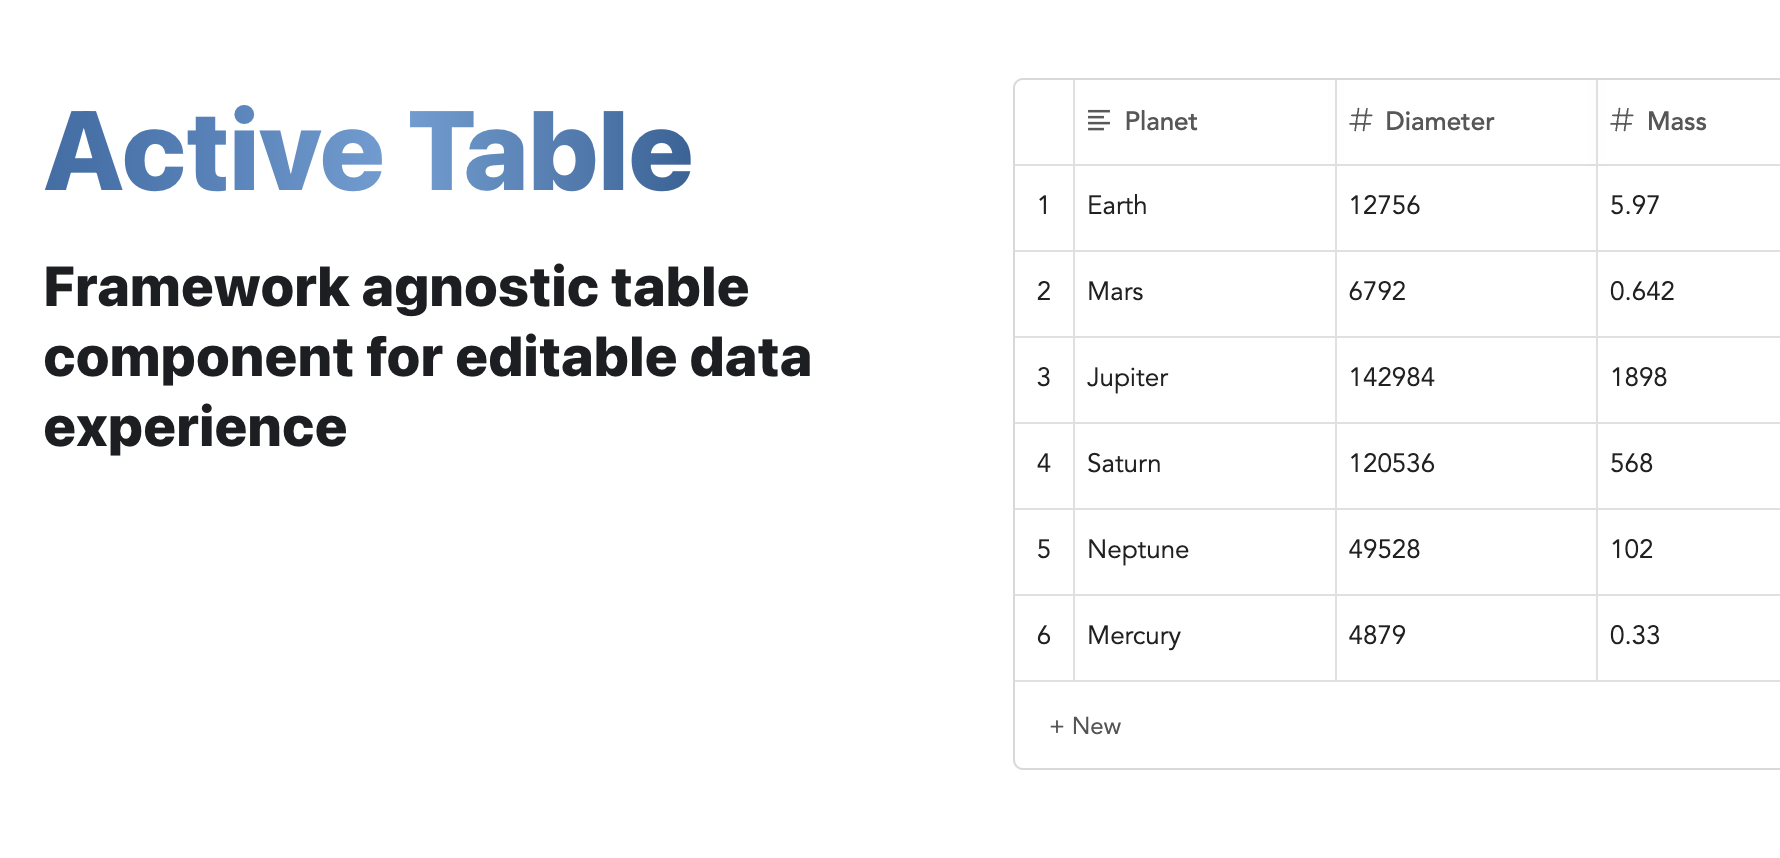 Active Table
Framework agnostic table
component for editable data
experience
Planet Diameter Mass
1 Earth 12756 5.97
2 Mars 6792 0.642
3 Jupiter 142984 1898
4 Saturn 120536 568
5 Neptune 49528 102
6 Mercury 4879 0.33
+ New